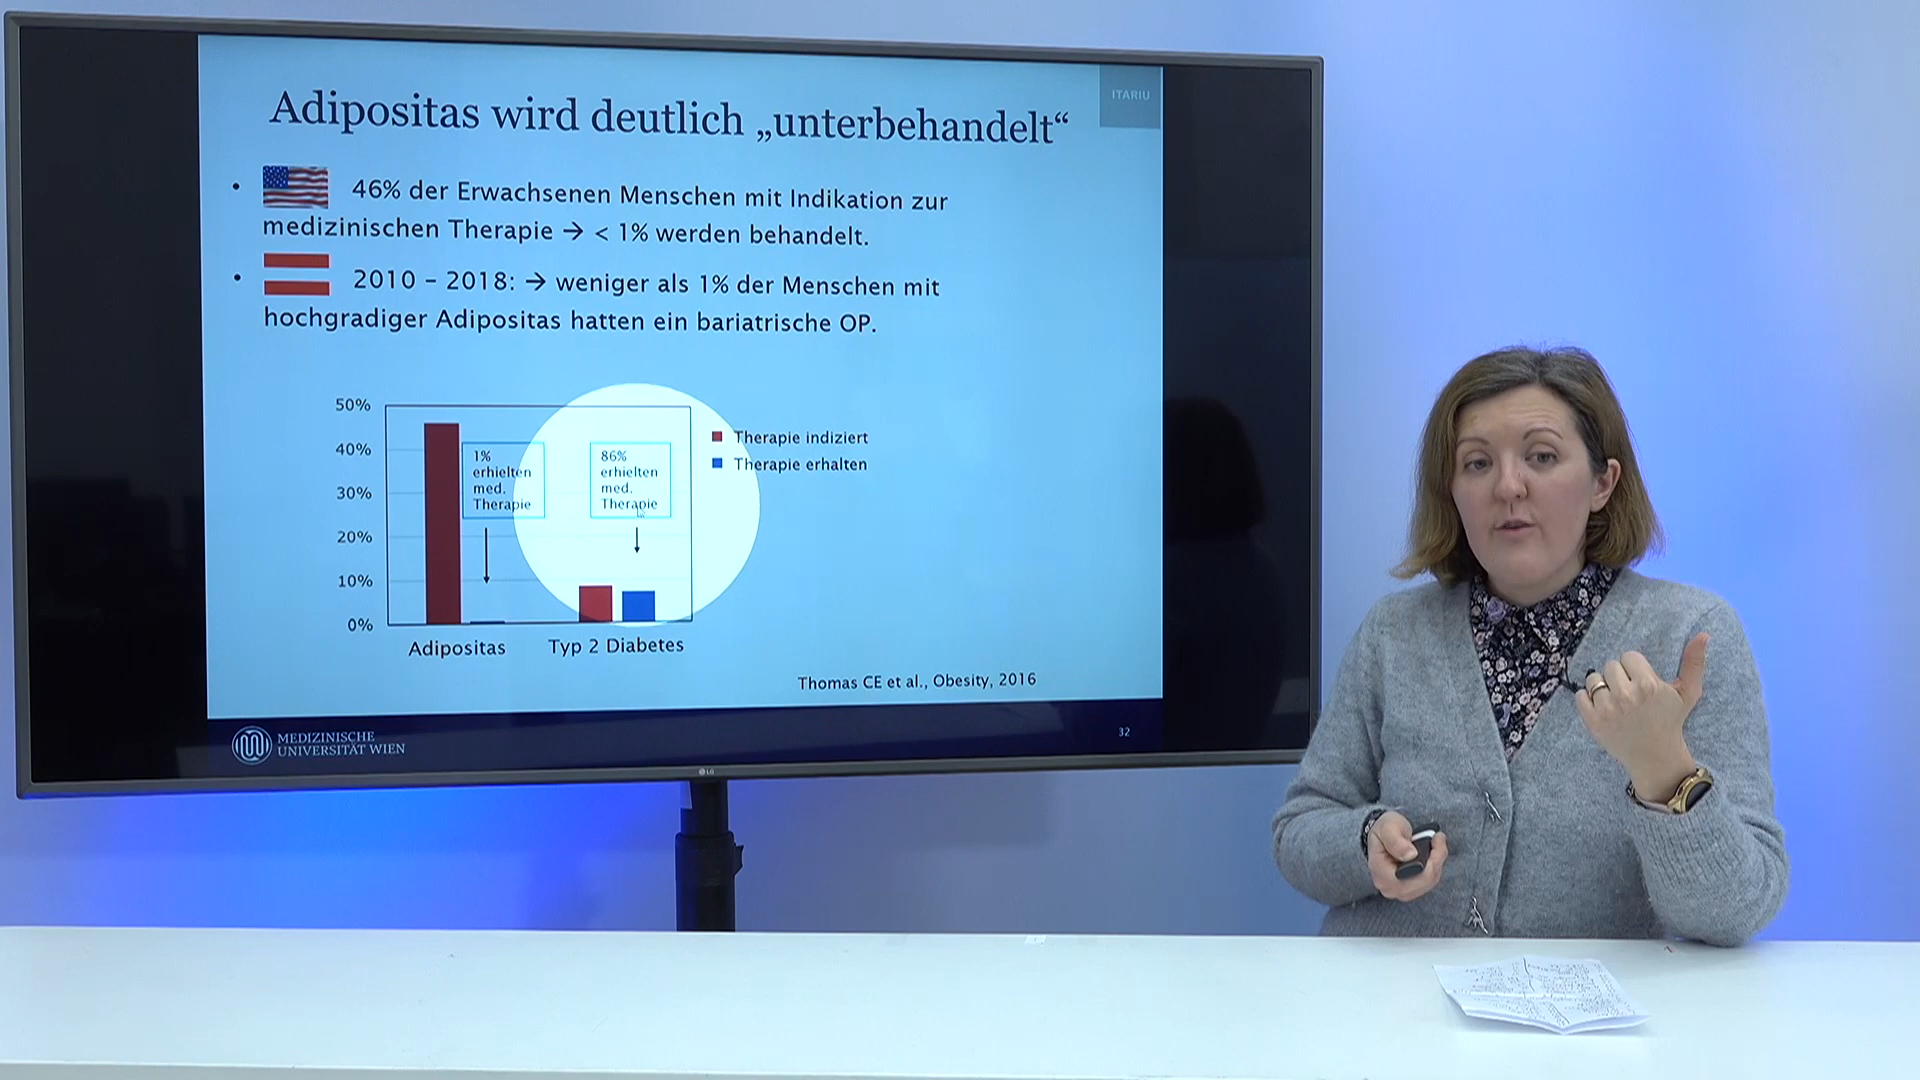 ITARIU
Adipositas wird deutlich „unterbehandelt“
• 46% der Erwachsenen Menschen mit Indikation zur
medizinischen Therapie → < 1% werden behandelt.
• 2010 – 2018: → weniger als 1% der Menschen mit
hochgradiger Adipositas hatten ein bariatrische OP.
50%
40%
30%
20%
10%
0%
1%
erhielten
med.
Therapie
86%
erhielten
med.
Therapie
Therapie indiziert
Therapie erhalten
Adipositas
Typ 2 Diabetes
Thomas CE et al., Obesity, 2016
MEDIZINISCHE
UNIVERSITÄT WIEN
32
LG